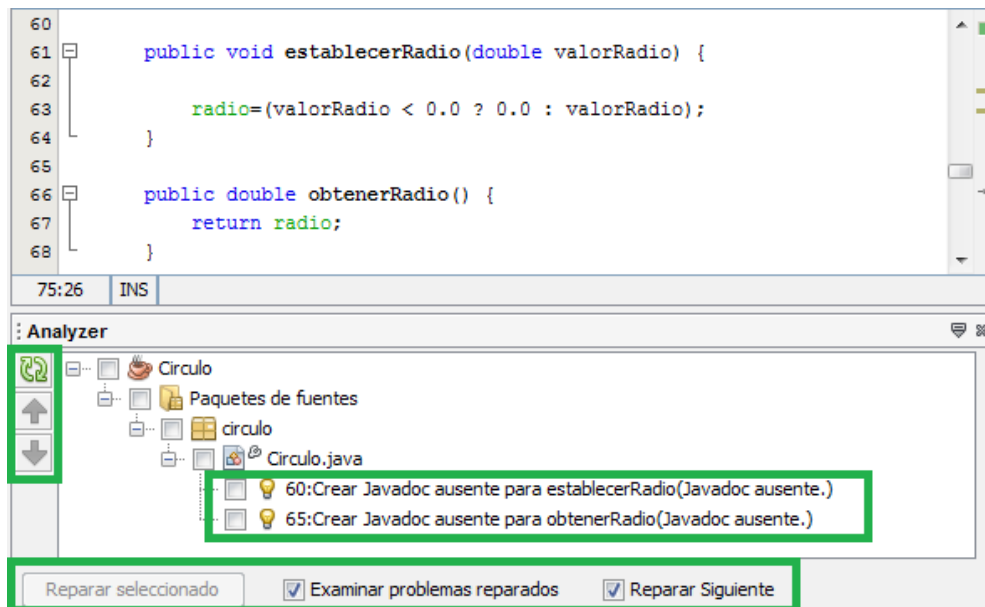 60
61 public void establecerRadio(double valorRadio) {
62
63 radio=(valorRadio < 0.0 ? 0.0 : valorRadio);
64 }
65
66 public double obtenerRadio() {
67 return radio;
68 }
75:26 INS
Analyzer
Circulo
Paquetes de fuentes
circulo
Circulo.java
60:Crear Javadoc ausente para establecerRadio(Javadoc ausente.)
65:Crear Javadoc ausente para obtenerRadio(Javadoc ausente.)
Reparar seleccionado Examinar problemas reparados Reparar Siguiente